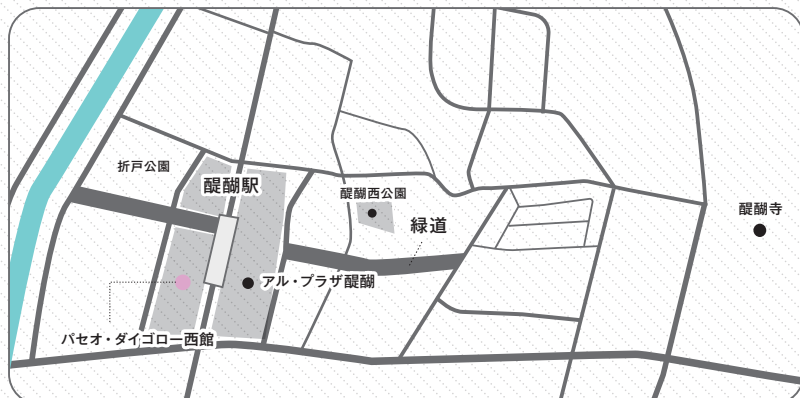 折戸公園
醍醐駅
醍醐西公園
醍醐寺
緑道
アル・プラザ醍醐
パセオ・ダイゴロー西館